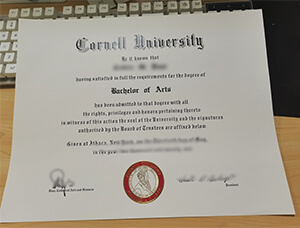 Cornell University
Be it known that
having satisfied in full the requirements for the degree of
Bachelor of Arts
has been admitted to that degree with all
the rights, privileges and honors pertaining thereto
in witness of this action the seal of the University and the signatures
authorized by the Board of Trustees are affixed below
Given at Ithaca, New York, on the
in the year
President